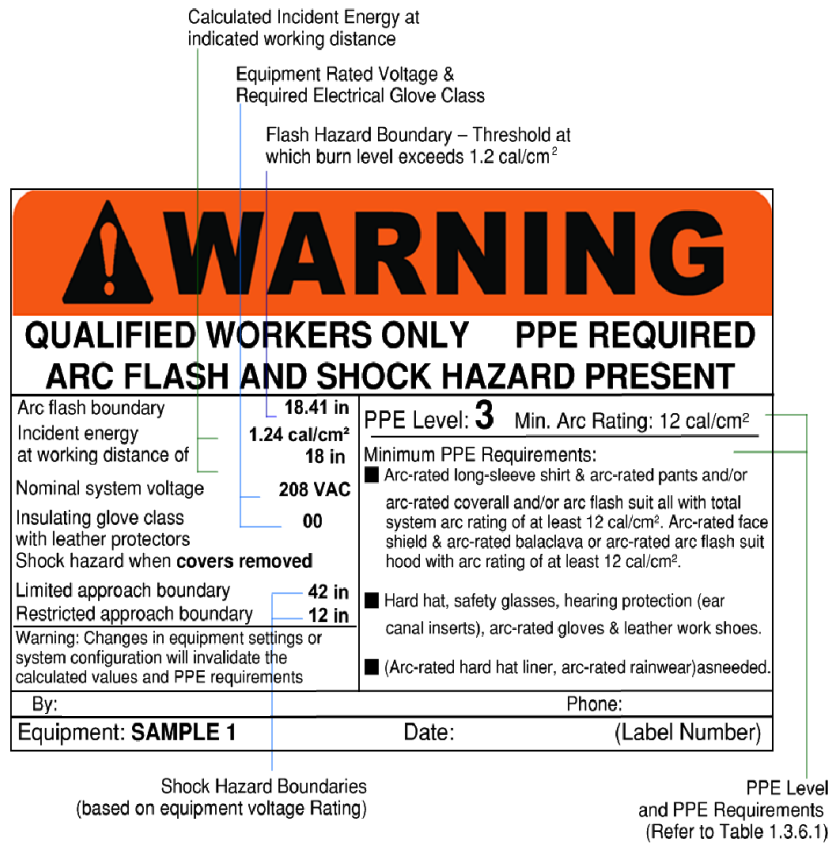 Calculated Incident Energy at
indicated working distance
Equipment Rated Voltage &
Required Electrical Glove Class
Flash Hazard Boundary – Threshold at
which burn level exceeds 1.2 cal/cm²
WARNING
QUALIFIED WORKERS ONLY PPE REQUIRED
ARC FLASH AND SHOCK HAZARD PRESENT
Arc flash boundary 18.41 in
Incident energy 1.24 cal/cm²
at working distance of 18 in
Nominal system voltage 208 VAC
Insulating glove class 00
with leather protectors
Shock hazard when covers removed
Limited approach boundary 42 in
Restricted approach boundary 12 in
Warning: Changes in equipment settings or
system configuration will invalidate the
calculated values and PPE requirements
PPE Level: 3 Min. Arc Rating: 12 cal/cm²
Minimum PPE Requirements:
Arc-rated long-sleeve shirt & arc-rated pants and/or
arc-rated coverall and/or arc flash suit all with total
system arc rating of at least 12 cal/cm². Arc-rated face
shield & arc-rated balaclava or arc-rated arc flash suit
hood with arc rating of at least 12 cal/cm².
Hard hat, safety glasses, hearing protection (ear
canal inserts), arc-rated gloves & leather work shoes.
(Arc-rated hard hat liner, arc-rated rainwear)asneeded.
By: Phone:
Equipment: SAMPLE 1 Date: (Label Number)
Shock Hazard Boundaries
(based on equipment voltage Rating)
PPE Level
and PPE Requirements
(Refer to Table 1.3.6.1)